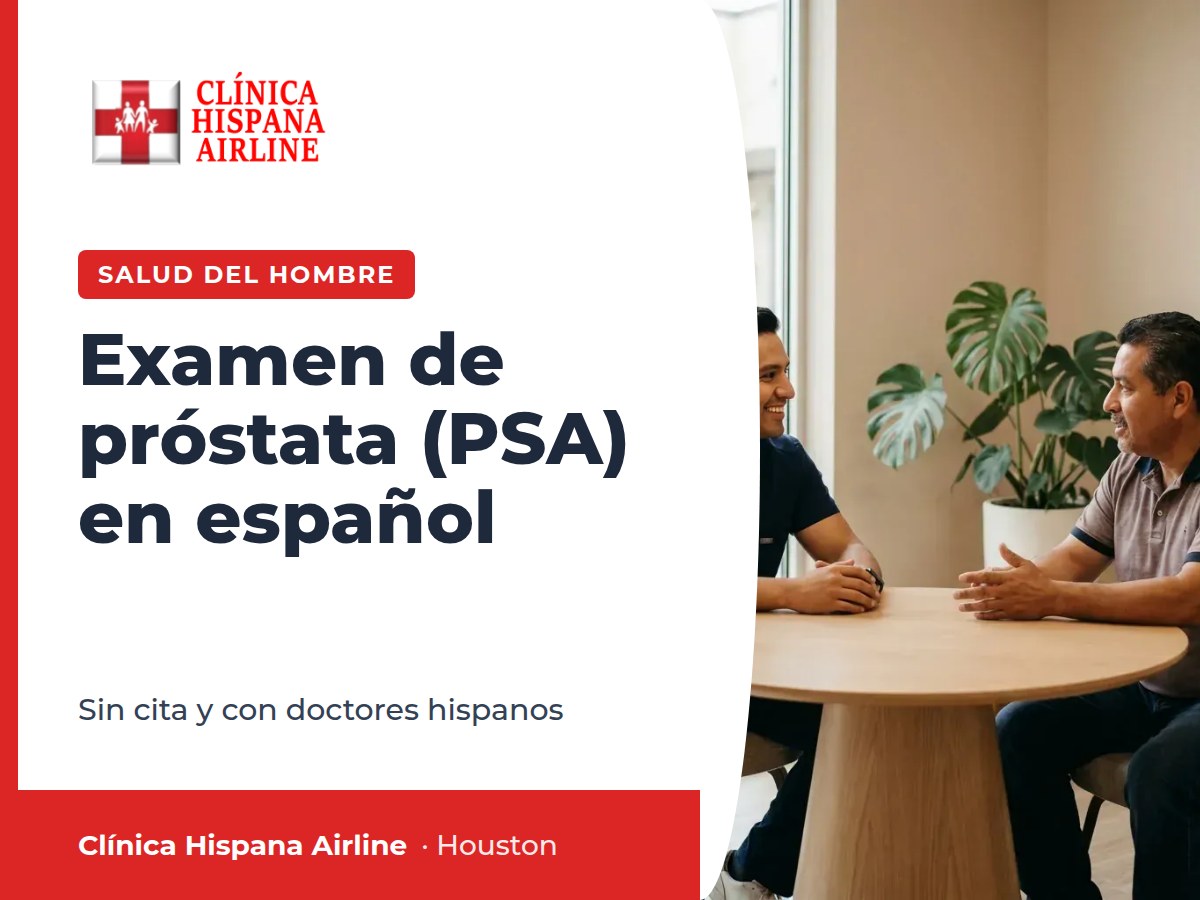 CLÍNICA
HISPANA
AIRLINE
SALUD DEL HOMBRE
Examen de
próstata (PSA)
en español
Sin cita y con doctores hispanos
Clínica Hispana Airline · Houston